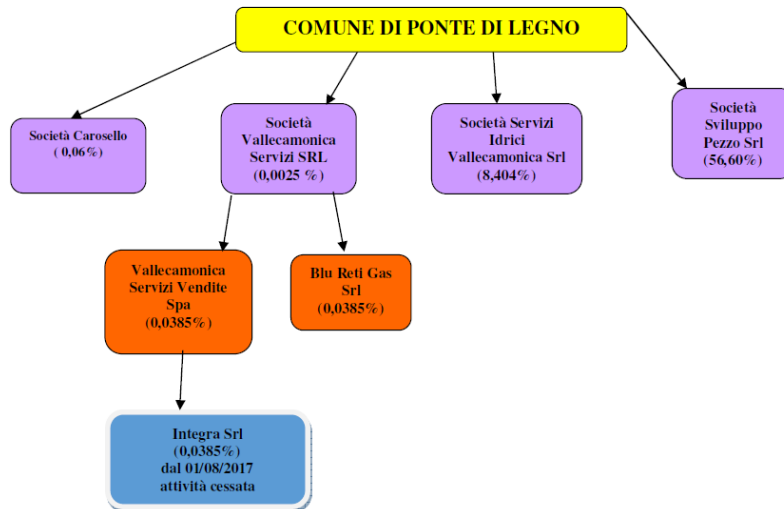 COMUNE DI PONTE DI LEGNO
Società Carosello
( 0,06%)
Società
Vallecamonica
Servizi SRL
(0,0025 %)
Società Servizi
Idrici
Vallecamonica Srl
(8,404%)
Società
Sviluppo
Pezzo Srl
(56,60%)
Vallecamonica
Servizi Vendite
Spa
(0,0385%)
Blu Reti Gas
Srl
(0,0385%)
Integra Srl
(0,0385%)
dal 01/08/2017
attività cessata